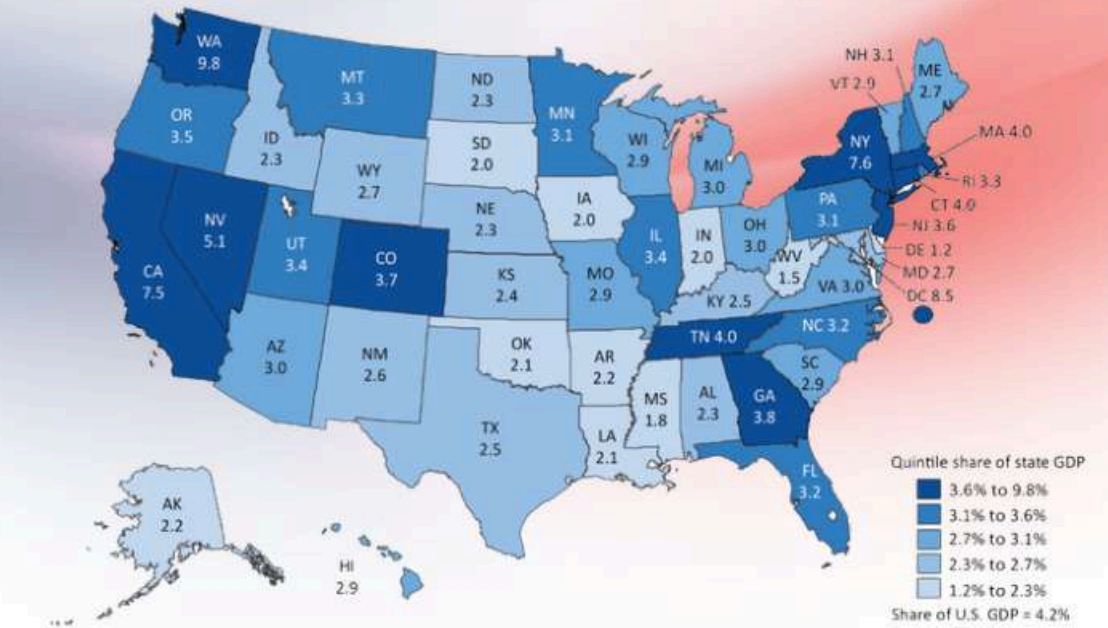 WA
9.8
MT
3.3
ND
2.3
MN
3.1
NH 3.1
VT 2.9
ME
2.7
OR
3.5
ID
2.3
SD
2.0
WI
2.9
MI
3.0
NY
7.6
MA 4.0
RI 3.3
CT 4.0
NJ 3.6
DE 1.2
MD 2.7
DC 8.5
WY
2.7
IA
2.0
NE
2.3
PA
3.1
NV
5.1
UT
3.4
CO
3.7
CA
7.5
KS
2.4
MO
2.9
IL
3.4
IN
2.0
OH
3.0
WV
1.5
VA 3.0
KY 2.5
AZ
3.0
NM
2.6
OK
2.1
AR
2.2
TN 4.0
NC 3.2
SC
2.9
MS
1.8
AL
2.3
GA
3.8
TX
2.5
LA
2.1
FL
3.2
AK
2.2
HI
2.9
Quintile share of state GDP
3.6% to 9.8%
3.1% to 3.6%
2.7% to 3.1%
2.3% to 2.7%
1.2% to 2.3%
Share of U.S. GDP = 4.2%